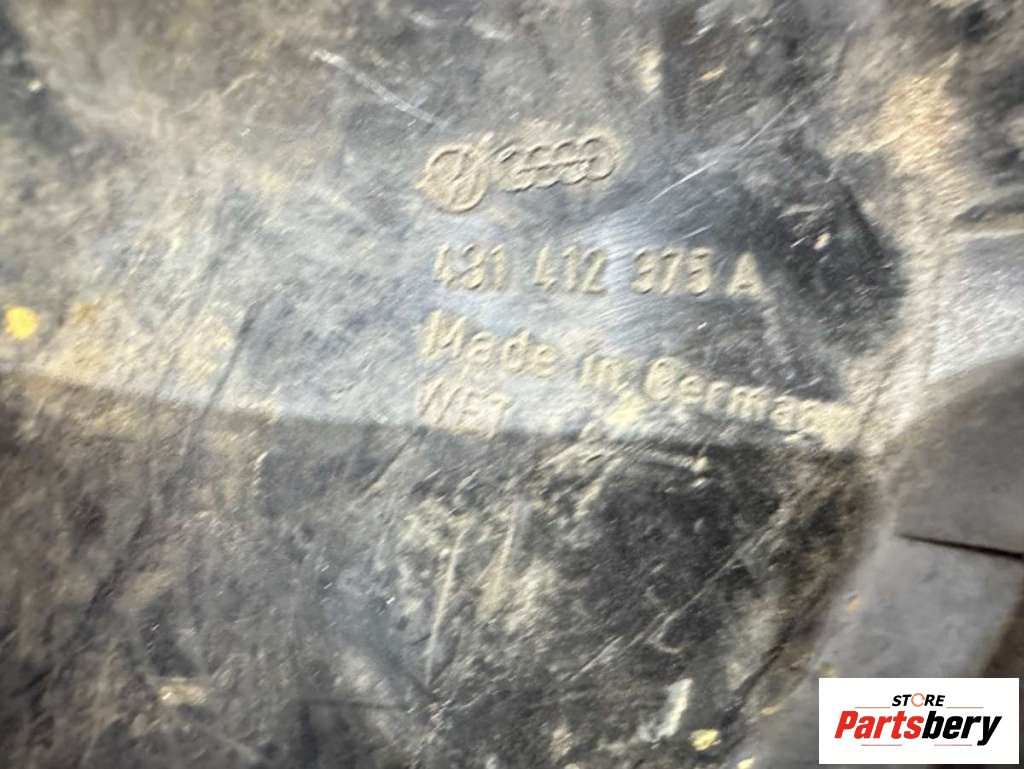 431 412 375 A
Made in Germany
STORE
Partsbery